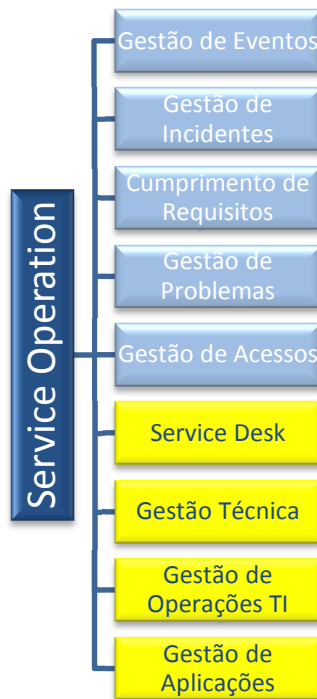 Service Operation
Gestão de Eventos
Gestão de
Incidentes
Cumprimento de
Requisitos
Gestão de
Problemas
Gestão de Acessos
Service Desk
Gestão Técnica
Gestão de
Operações TI
Gestão de
Aplicações